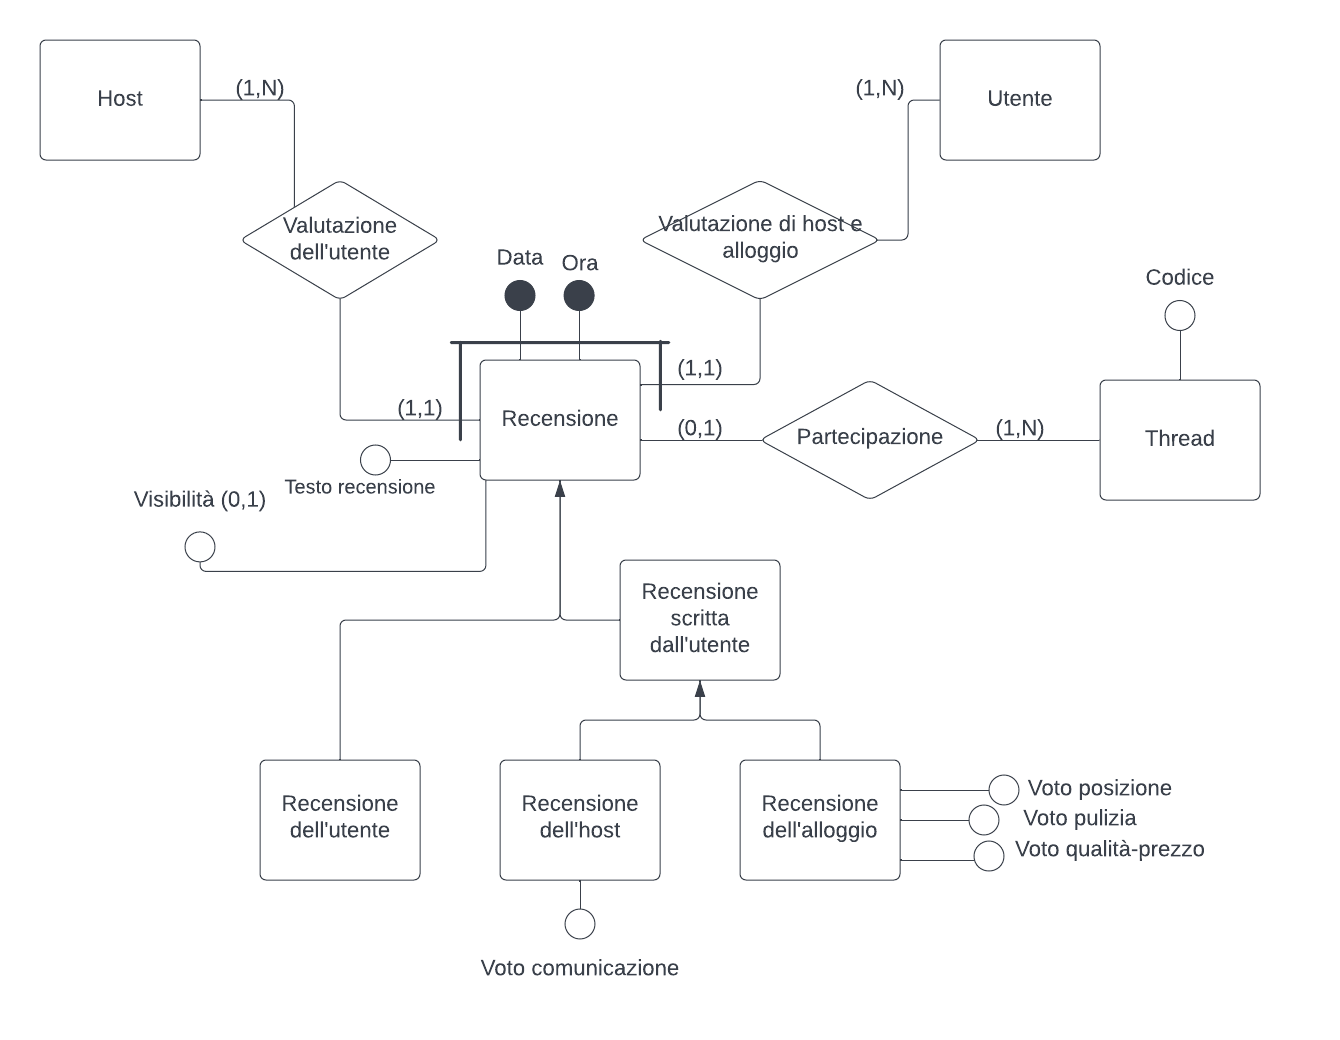 Host
(1,N)
(1,N)
Utente
Valutazione
dell'utente
Valutazione di host e
alloggio
Data
Ora
Codice
(1,1)
(1,1)
Recensione
(0,1)
Partecipazione
(1,N)
Thread
Testo recensione
Visibilità (0,1)
Recensione
scritta
dall'utente
Recensione
dell'utente
Recensione
dell'host
Recensione
dell'alloggio
Voto posizione
Voto pulizia
Voto qualità-prezzo
Voto comunicazione